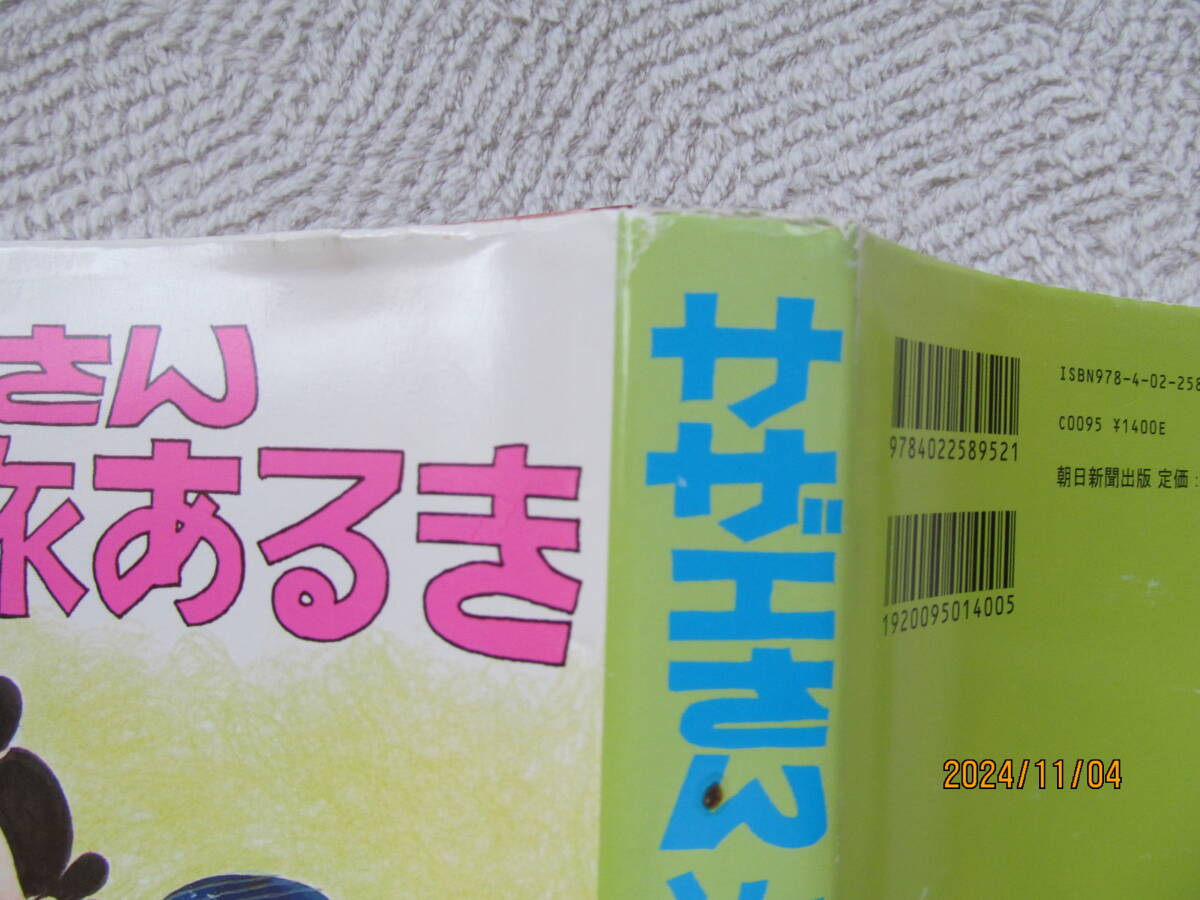 さん
旅あるき
サザエさん
9784022589521
1920095014005
ISBN978-4-02-258
C0095 ¥1400E
朝日新聞出版 定価：
2024/11/04